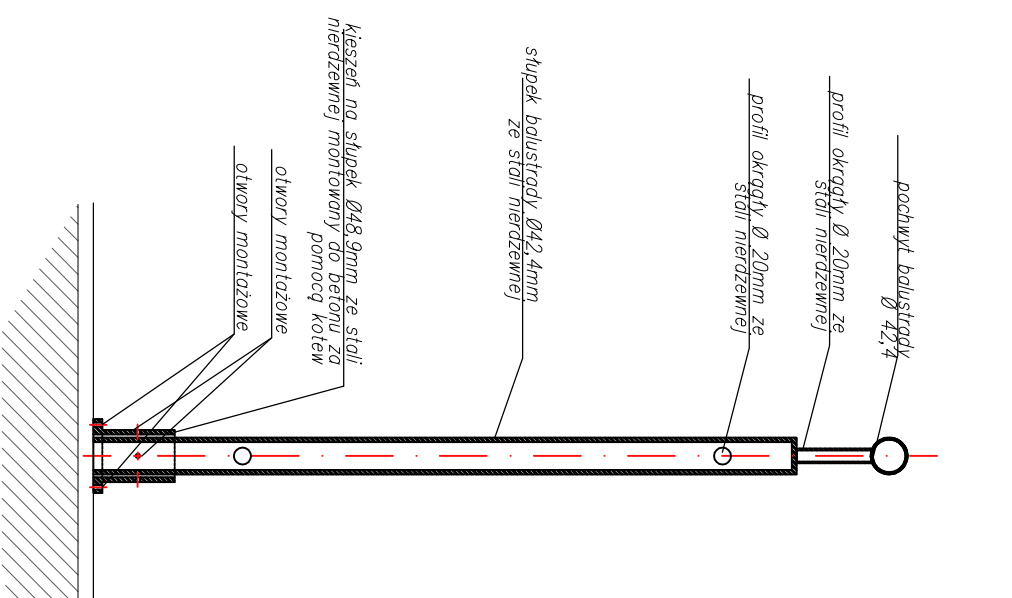 pochwyt balustrady
Ø 42,4
profil okrągły Ø 20mm ze
stali nierdzewnej
profil okrągły Ø 20mm ze
stali nierdzewnej
słupek balustrady Ø42,4mm
ze stali nierdzewnej
kieszeń na słupek Ø48,9mm ze stali
nierdzewnej montowany do betonu za
pomocą kotew
otwory montażowe
otwory montażowe